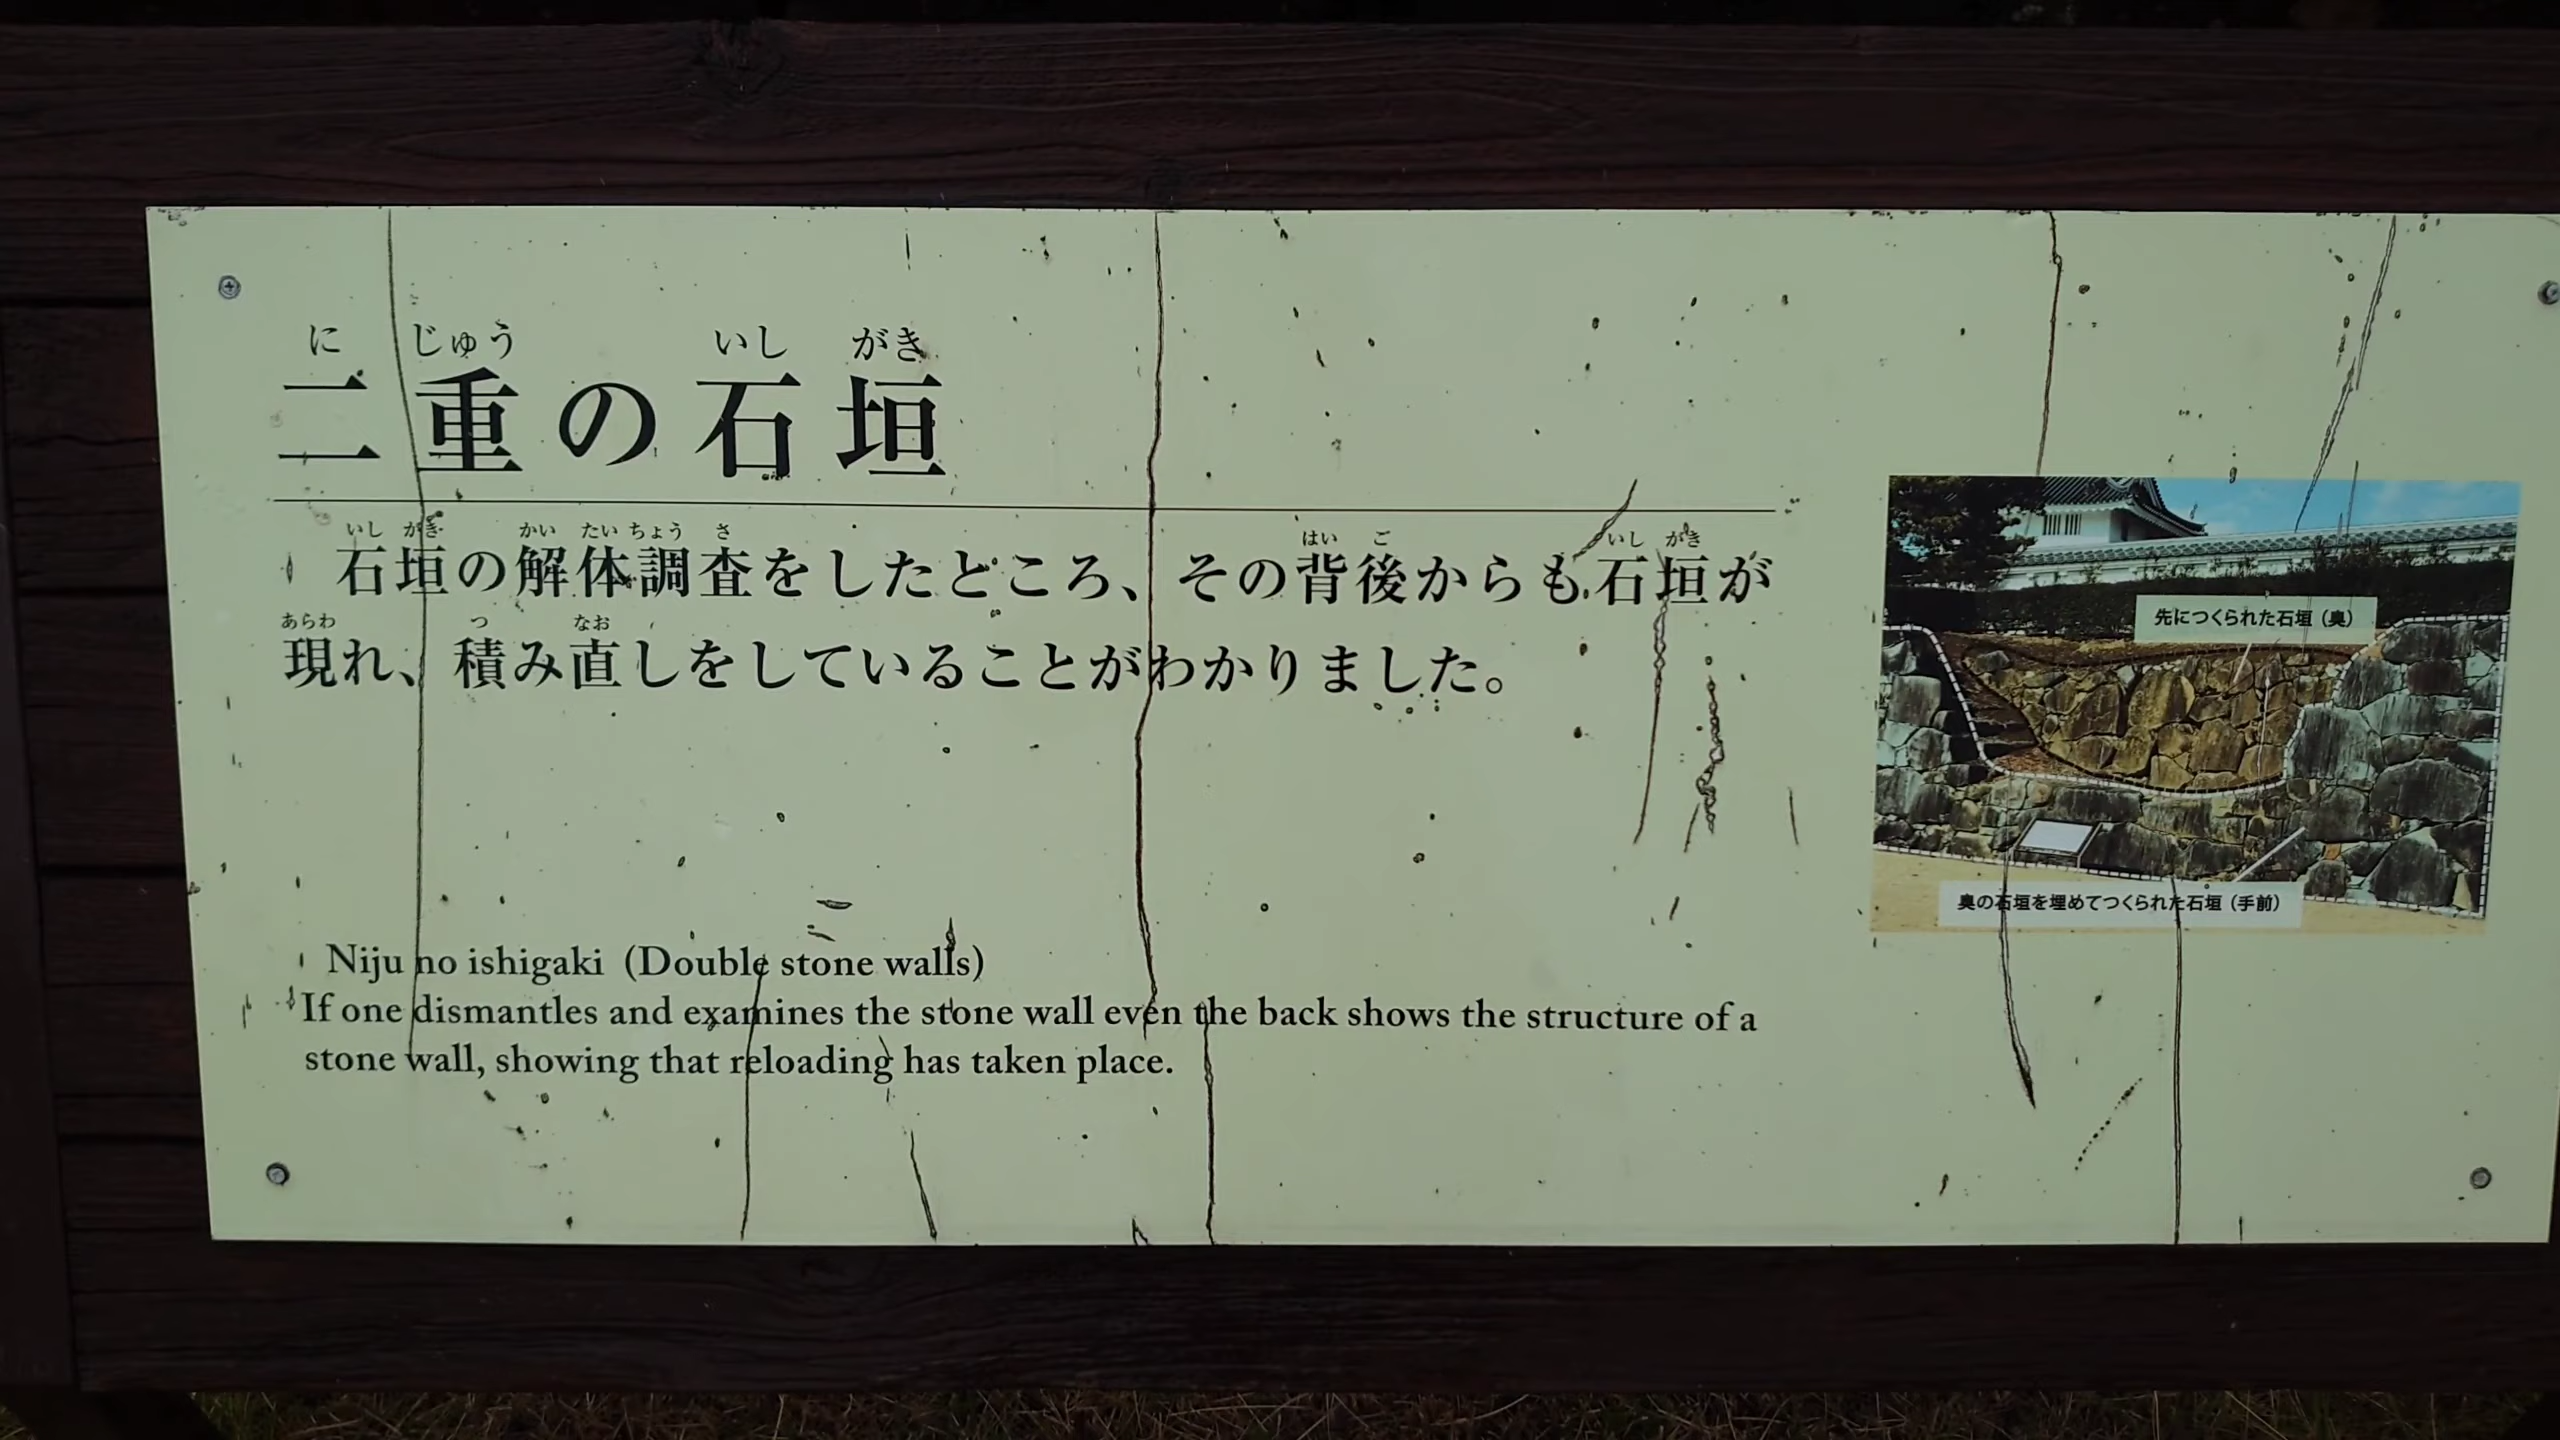 に じゅう いし がき
二重の石垣
いし がき かい たい ちょう さ はい ご いし がき
石垣の解体調査をしたところ、その背後からも石垣が
あらわ つ なお
現れ、積み直しをしていることがわかりました。
先につくられた石垣（奥）
奥の石垣を埋めてつくられた石垣（手前）
Niju no ishigaki (Double stone walls)
If one dismantles and examines the stone wall even the back shows the structure of a
stone wall, showing that reloading has taken place.